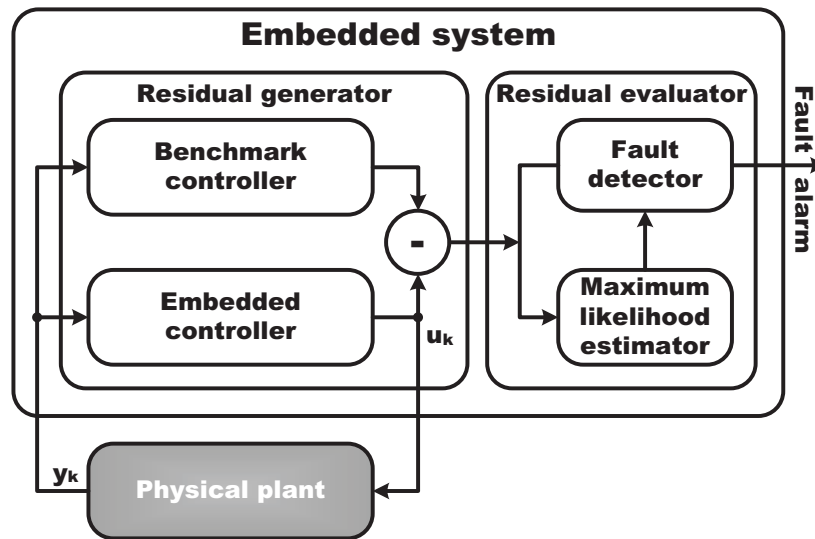 Embedded system
Residual generator
Residual evaluator
Benchmark
controller
Fault
detector
Fault alarm
-
Embedded
controller
Maximum
likelihood
estimator
uk
yk
Physical plant